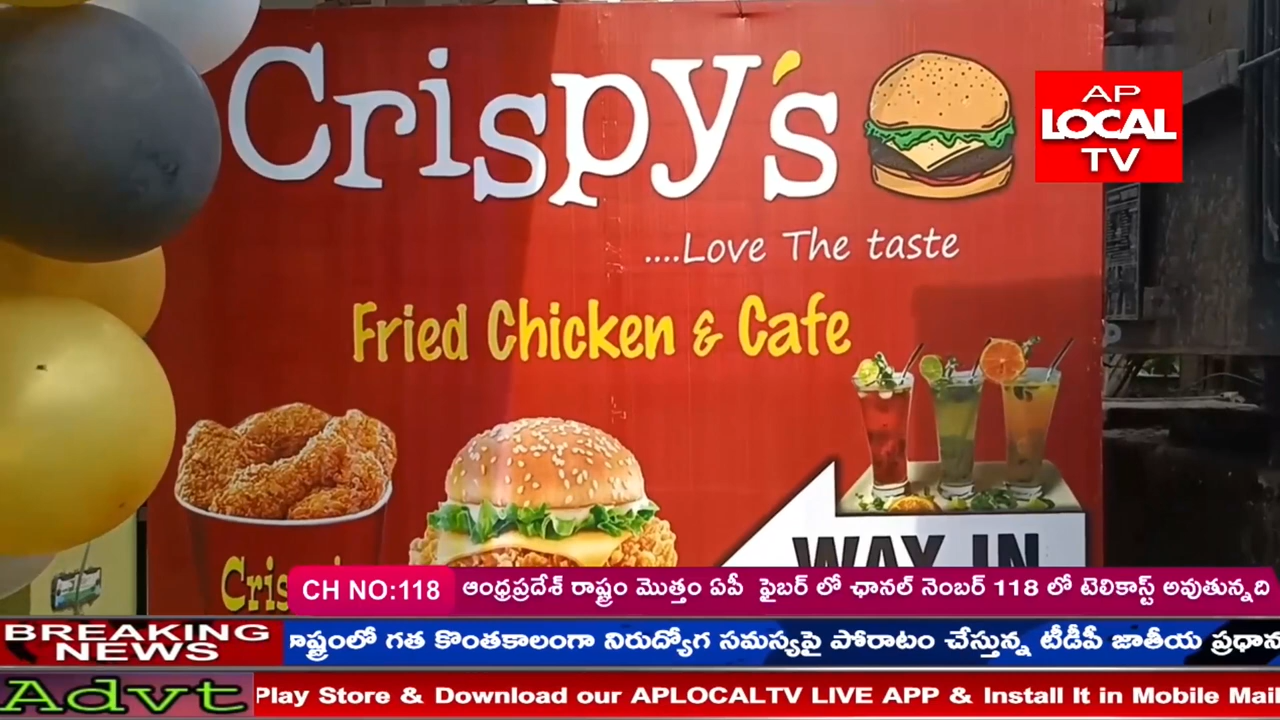 Crispy's
....Love The taste
Fried Chicken & Cafe
AP
LOCAL
TV
WAY IN
CH NO:118
ఆంధ్రప్రదేశ్ రాష్ట్రం మొత్తం ఏపీ ఫైబర్ లో ఛానల్ నెంబర్ 118 లో టెలికాస్ట్ అవుతున్నది
BREAKING
NEWS
గత కొంతకాలంగా నిరుద్యోగ సమస్యపై పోరాటం చేస్తున్న టీడీపీ జాతీయ
Advt
Play Store & Download our APLOCALTV LIVE APP & Install It in Mobile Mail